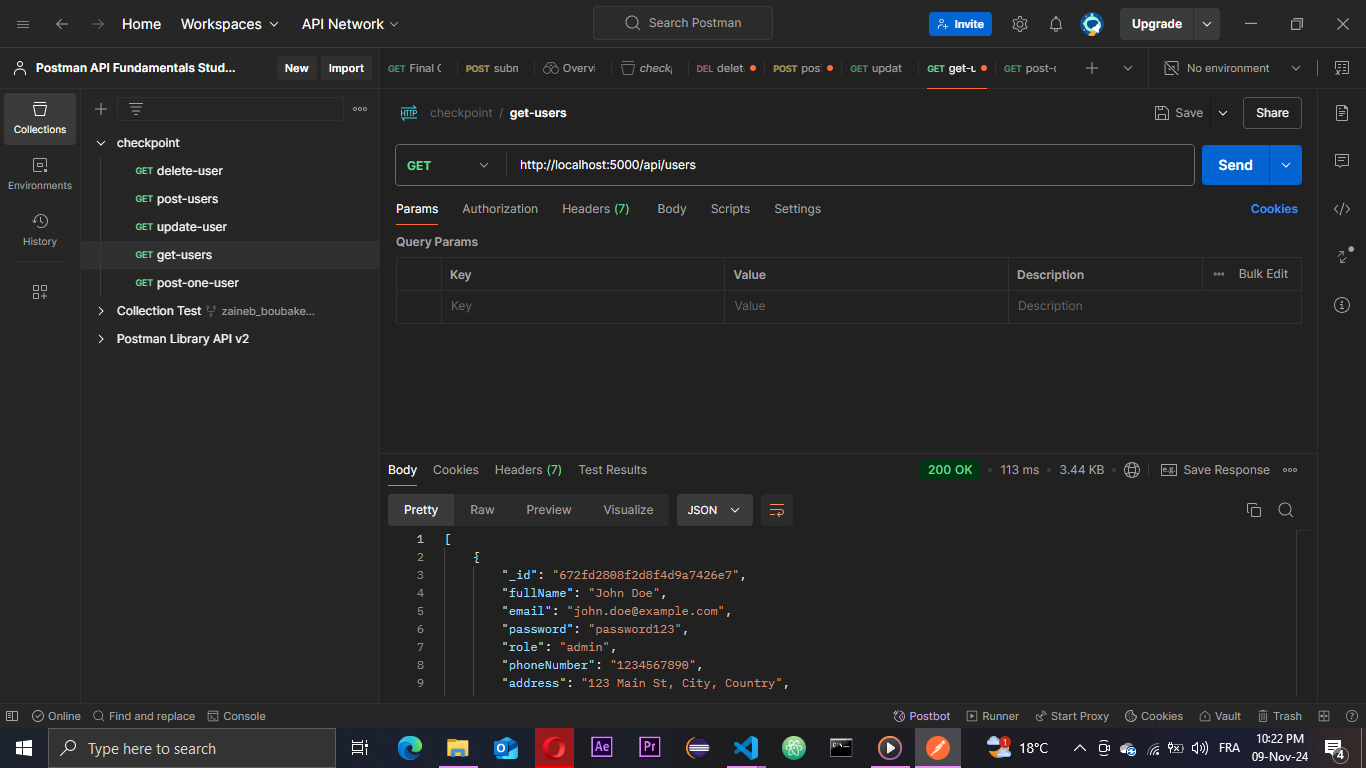 Home Workspaces API Network Search Postman Invite Upgrade
Postman API Fundamentals Stud... New Import GET Final C POST subn Overvi check DEL delet POST pos GET updat GET get-u GET post-c No environment
Collections
Environments
History
checkpoint
GET delete-user
GET post-users
GET update-user
GET get-users
GET post-one-user
Collection Test zaineb_boubake...
Postman Library API v2
HTTP checkpoint / get-users Save Share
GET http://localhost:5000/api/users Send
Params Authorization Headers (7) Body Scripts Settings Cookies
Query Params
Key Value Description Bulk Edit
Key Value Description
Body Cookies Headers (7) Test Results 200 OK 113 ms 3.44 KB e.g. Save Response
Pretty Raw Preview Visualize JSON
1 [
2 {
3 "_id": "672fd2808f2d8f4d9a7426e7",
4 "fullName": "John Doe",
5 "email": "john.doe@example.com",
6 "password": "password123",
7 "role": "admin",
8 "phoneNumber": "1234567890",
9 "address": "123 Main St, City, Country",
Online Find and replace Console Postbot Runner Start Proxy Cookies Vault Trash
Type here to search Ae Pr 1 18°C FRA 10:22 PM
09-Nov-24 4